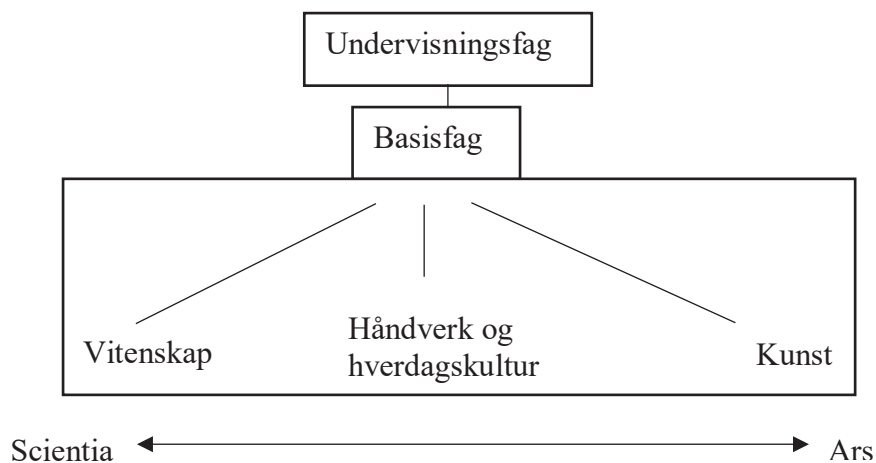 Undervisningsfag
Basisfag
Vitenskap
Håndverk og
hverdagskultur
Kunst
Scientia
Ars